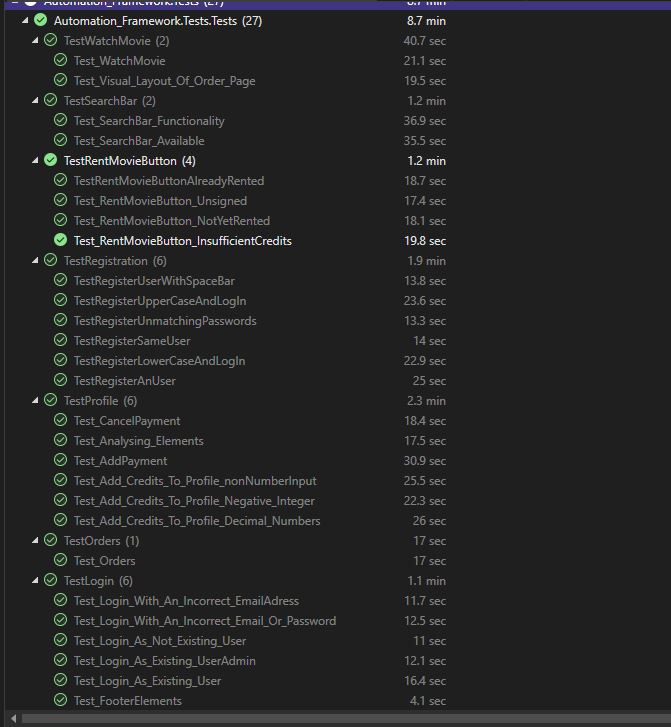 Automation_Framework.Tests (27) 8.7 min
Automation_Framework.Tests.Tests (27) 8.7 min
TestWatchMovie (2) 40.7 sec
Test_WatchMovie 21.1 sec
Test_Visual_Layout_Of_Order_Page 19.5 sec
TestSearchBar (2) 1.2 min
Test_SearchBar_Functionality 36.9 sec
Test_SearchBar_Available 35.5 sec
TestRentMovieButton (4) 1.2 min
TestRentMovieButtonAlreadyRented 18.7 sec
Test_RentMovieButton_Unsigned 17.4 sec
Test_RentMovieButton_NotYetRented 18.1 sec
Test_RentMovieButton_InsufficientCredits 19.8 sec
TestRegistration (6) 1.9 min
TestRegisterUserWithSpaceBar 13.8 sec
TestRegisterUpperCaseAndLogIn 23.6 sec
TestRegisterUnmatchingPasswords 13.3 sec
TestRegisterSameUser 14 sec
TestRegisterLowerCaseAndLogIn 22.9 sec
TestRegisterAnUser 25 sec
TestProfile (6) 2.3 min
Test_CancelPayment 18.4 sec
Test_Analysing_Elements 17.5 sec
Test_AddPayment 30.9 sec
Test_Add_Credits_To_Profile_nonNumberInput 25.5 sec
Test_Add_Credits_To_Profile_Negative_Integer 22.3 sec
Test_Add_Credits_To_Profile_Decimal_Numbers 26 sec
TestOrders (1) 17 sec
Test_Orders 17 sec
TestLogin (6) 1.1 min
Test_Login_With_An_Incorrect_EmailAdress 11.7 sec
Test_Login_With_An_Incorrect_Email_Or_Password 12.5 sec
Test_Login_As_Not_Existing_User 11 sec
Test_Login_As_Existing_UserAdmin 12.1 sec
Test_Login_As_Existing_User 16.4 sec
Test_FooterElements 4.1 sec